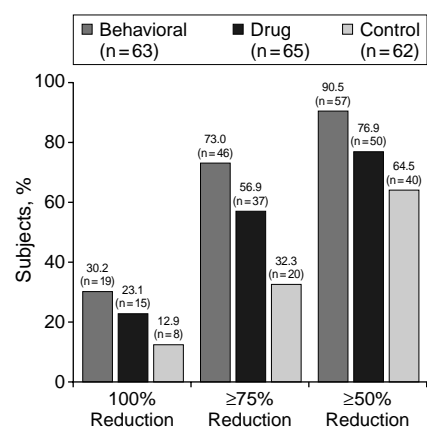 Behavioral
(n=63)
Drug
(n=65)
Control
(n=62)
Subjects, %
100
80
60
40
20
0
30.2
(n=19)
23.1
(n=15)
12.9
(n=8)
73.0
(n=46)
56.9
(n=37)
32.3
(n=20)
90.5
(n=57)
76.9
(n=50)
64.5
(n=40)
100%
Reduction
≥75%
Reduction
≥50%
Reduction